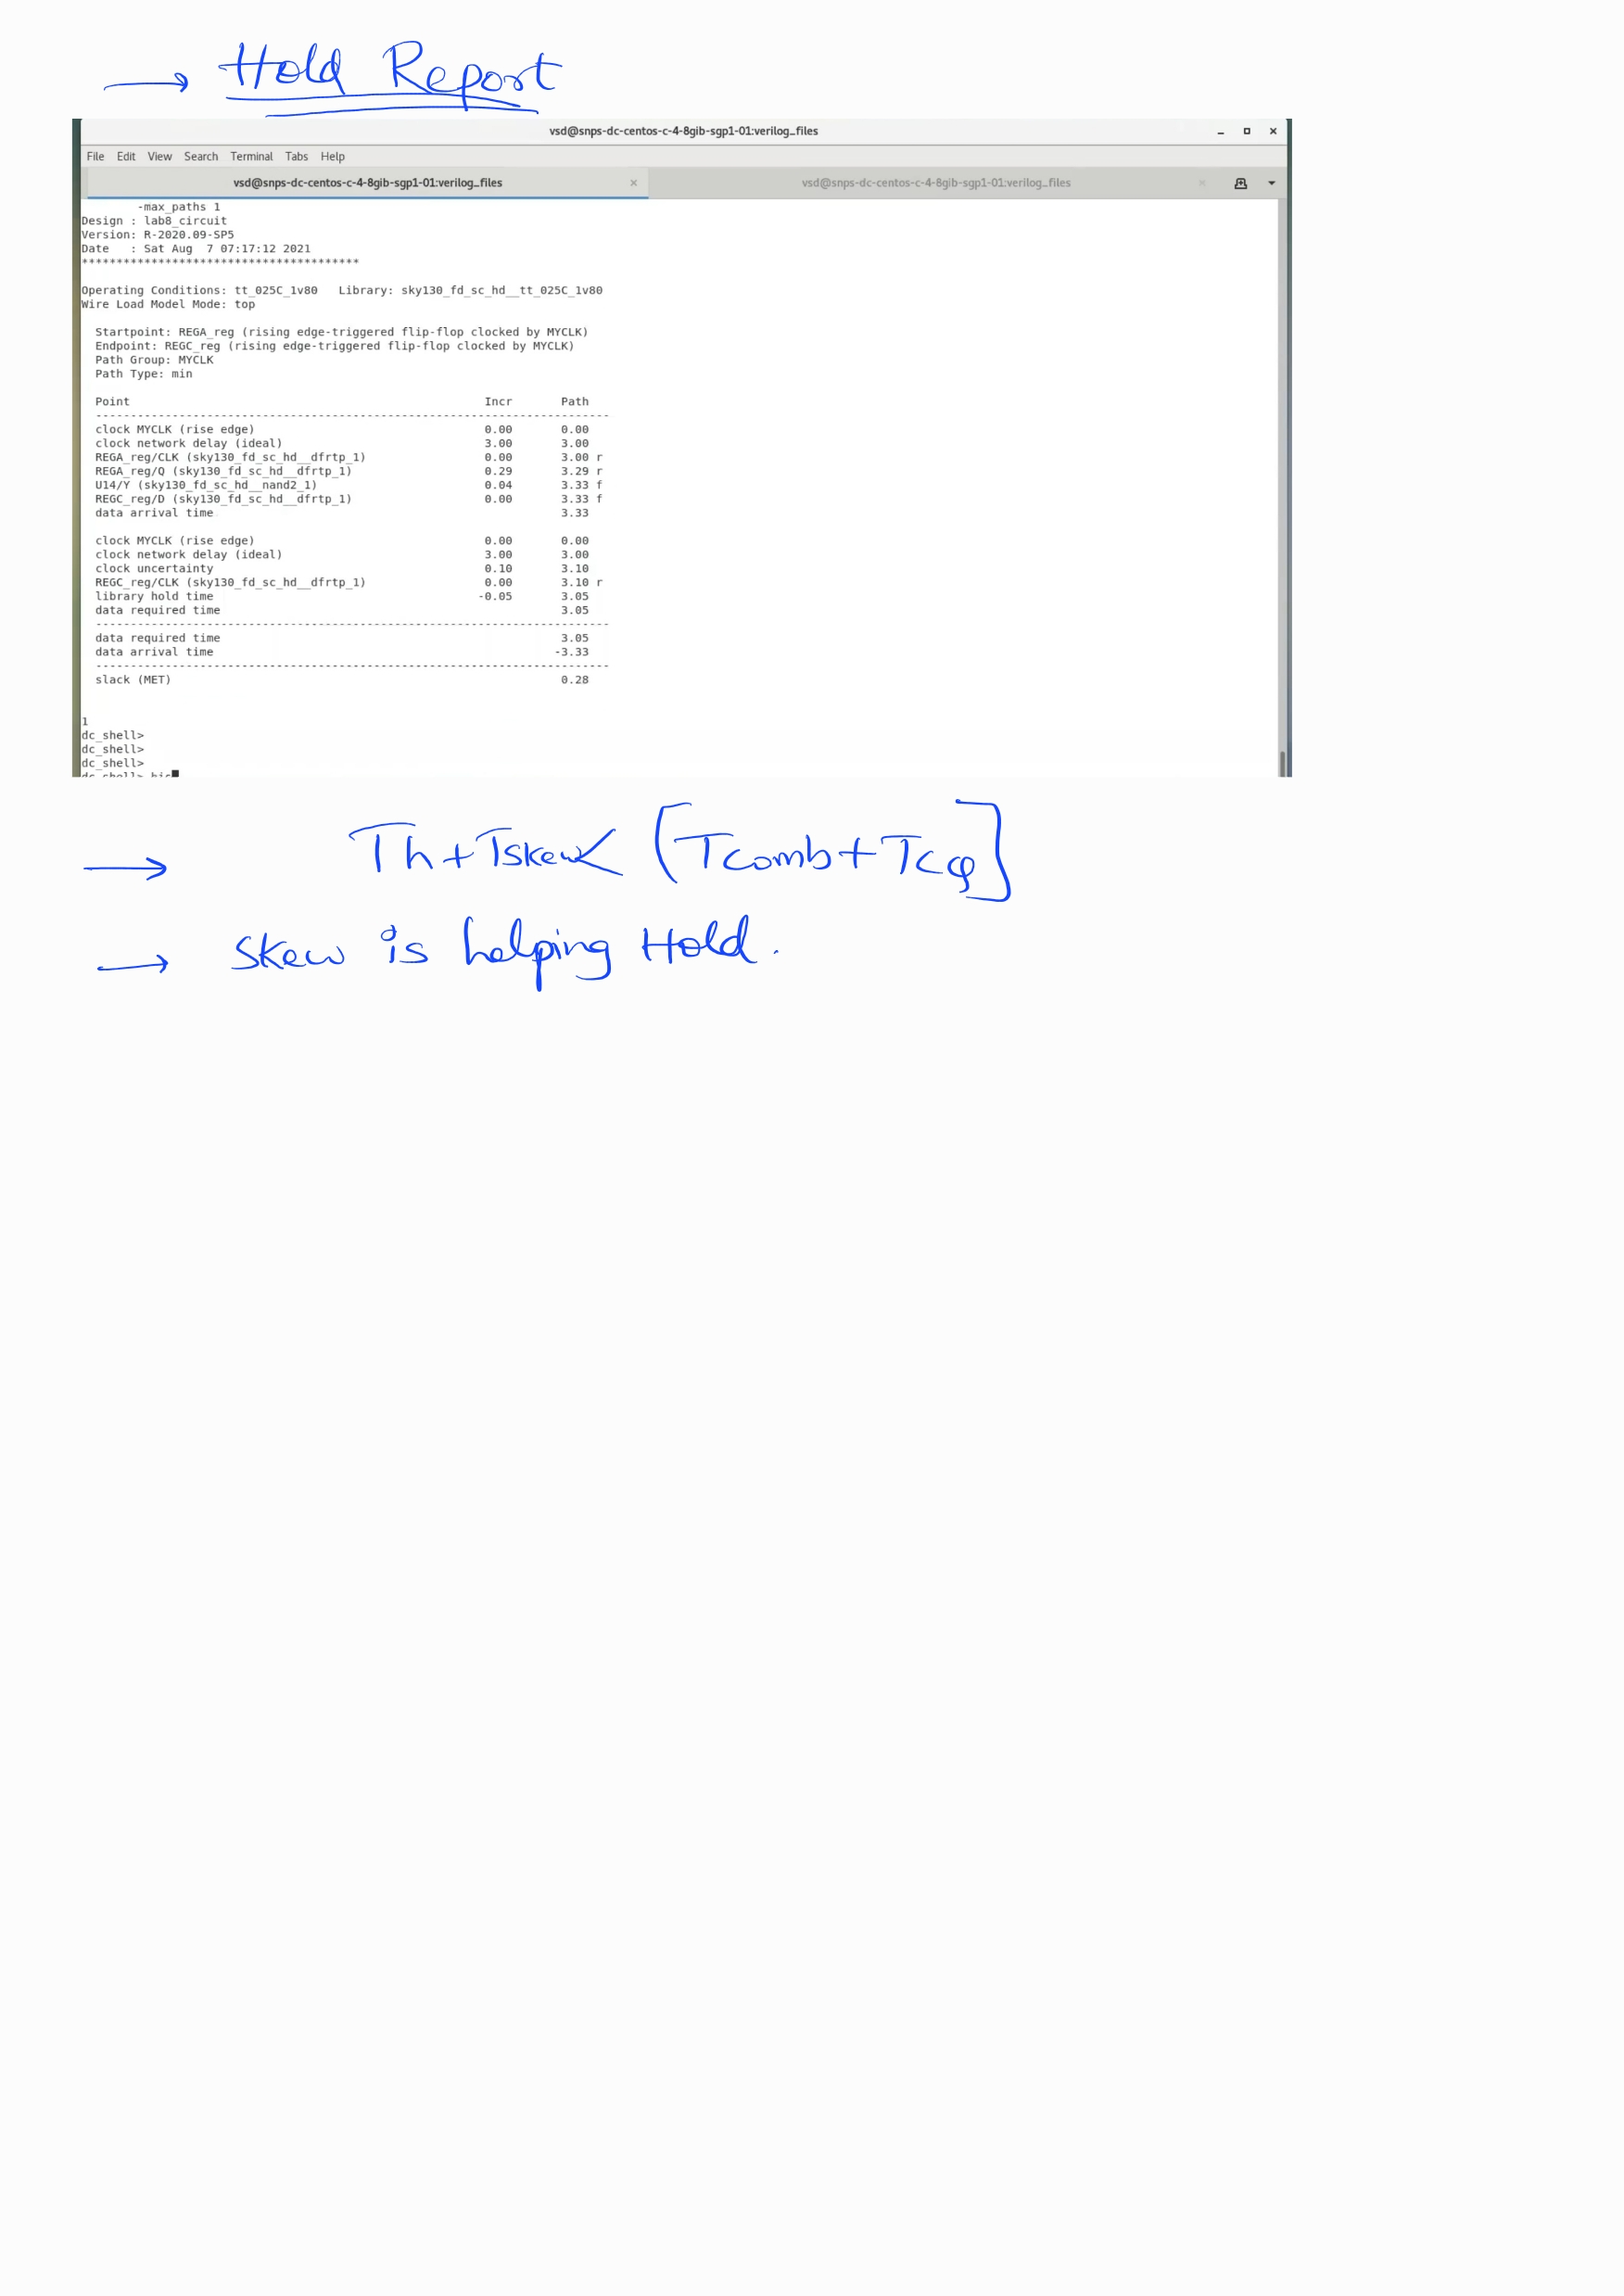 → Hold Report
vsd@snps-dc-centos-c-4-8gib-sgp1-01:verilog_files
File Edit View Search Terminal Tabs Help
vsd@snps-dc-centos-c-4-8gib-sgp1-01:verilog_files × vsd@snps-dc-centos-c-4-8gib-sgp1-01:verilog_files ×
-max_paths 1
Design : lab8_circuit
Version: R-2020.09-SP5
Date : Sat Aug 7 07:17:12 2021
****************************************
Operating Conditions: tt_025C_1v80 Library: sky130_fd_sc_hd__tt_025C_1v80
Wire Load Model Mode: top
Startpoint: REGA_reg (rising edge-triggered flip-flop clocked by MYCLK)
Endpoint: REGC_reg (rising edge-triggered flip-flop clocked by MYCLK)
Path Group: MYCLK
Path Type: min
Point Incr Path
--------------------------------------------------------------------------
clock MYCLK (rise edge) 0.00 0.00
clock network delay (ideal) 3.00 3.00
REGA_reg/CLK (sky130_fd_sc_hd__dfrtp_1) 0.00 3.00 r
REGA_reg/Q (sky130_fd_sc_hd__dfrtp_1) 0.29 3.29 r
U14/Y (sky130_fd_sc_hd__nand2_1) 0.04 3.33 f
REGC_reg/D (sky130_fd_sc_hd__dfrtp_1) 0.00 3.33 f
data arrival time 3.33
clock MYCLK (rise edge) 0.00 0.00
clock network delay (ideal) 3.00 3.00
clock uncertainty 0.10 3.10
REGC_reg/CLK (sky130_fd_sc_hd__dfrtp_1) 0.00 3.10 r
library hold time -0.05 3.05
data required time 3.05
--------------------------------------------------------------------------
data required time 3.05
data arrival time -3.33
--------------------------------------------------------------------------
slack (MET) 0.28
1
dc_shell>
dc_shell>
dc_shell>
dc_shell> his
→ Th+Tskew < [Tcomb+Tcq]
→ Skew is helping Hold.